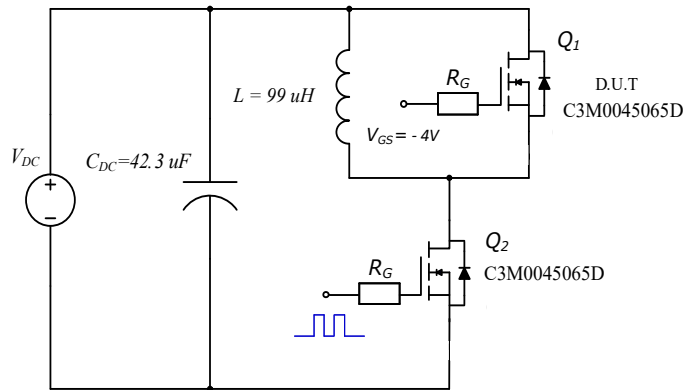 Q1
RG
D.U.T
L = 99 uH
C3M0045065D
VGS = - 4V
VDC
CDC=42.3 uF
+
−
Q2
RG
C3M0045065D